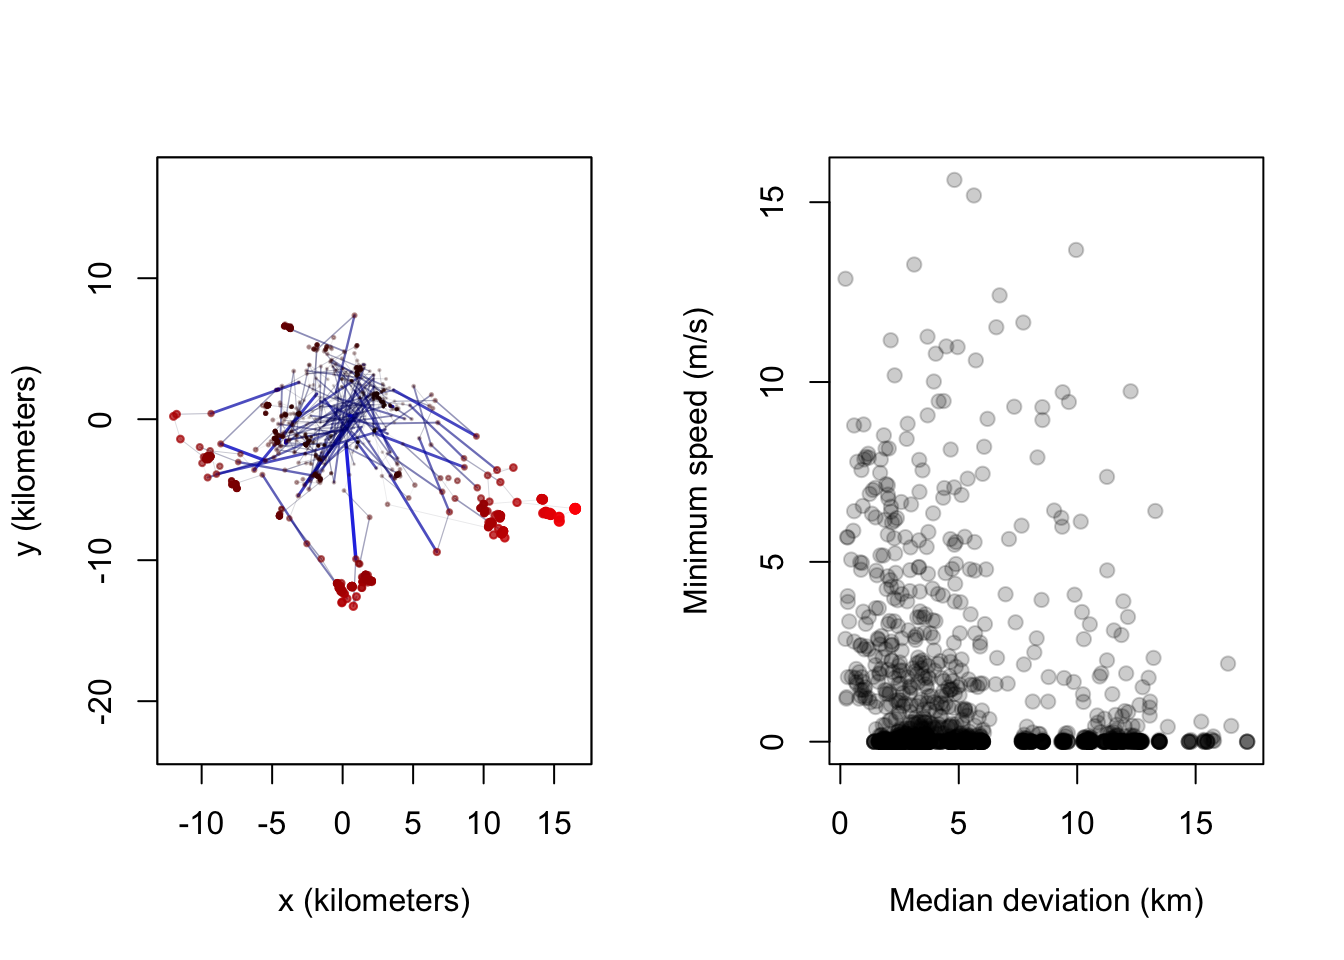 y (kilometers)
10
0
-10
-20
-10 -5 0 5 10 15
x (kilometers)
Minimum speed (m/s)
15
10
5
0
0 5 10 15
Median deviation (km)